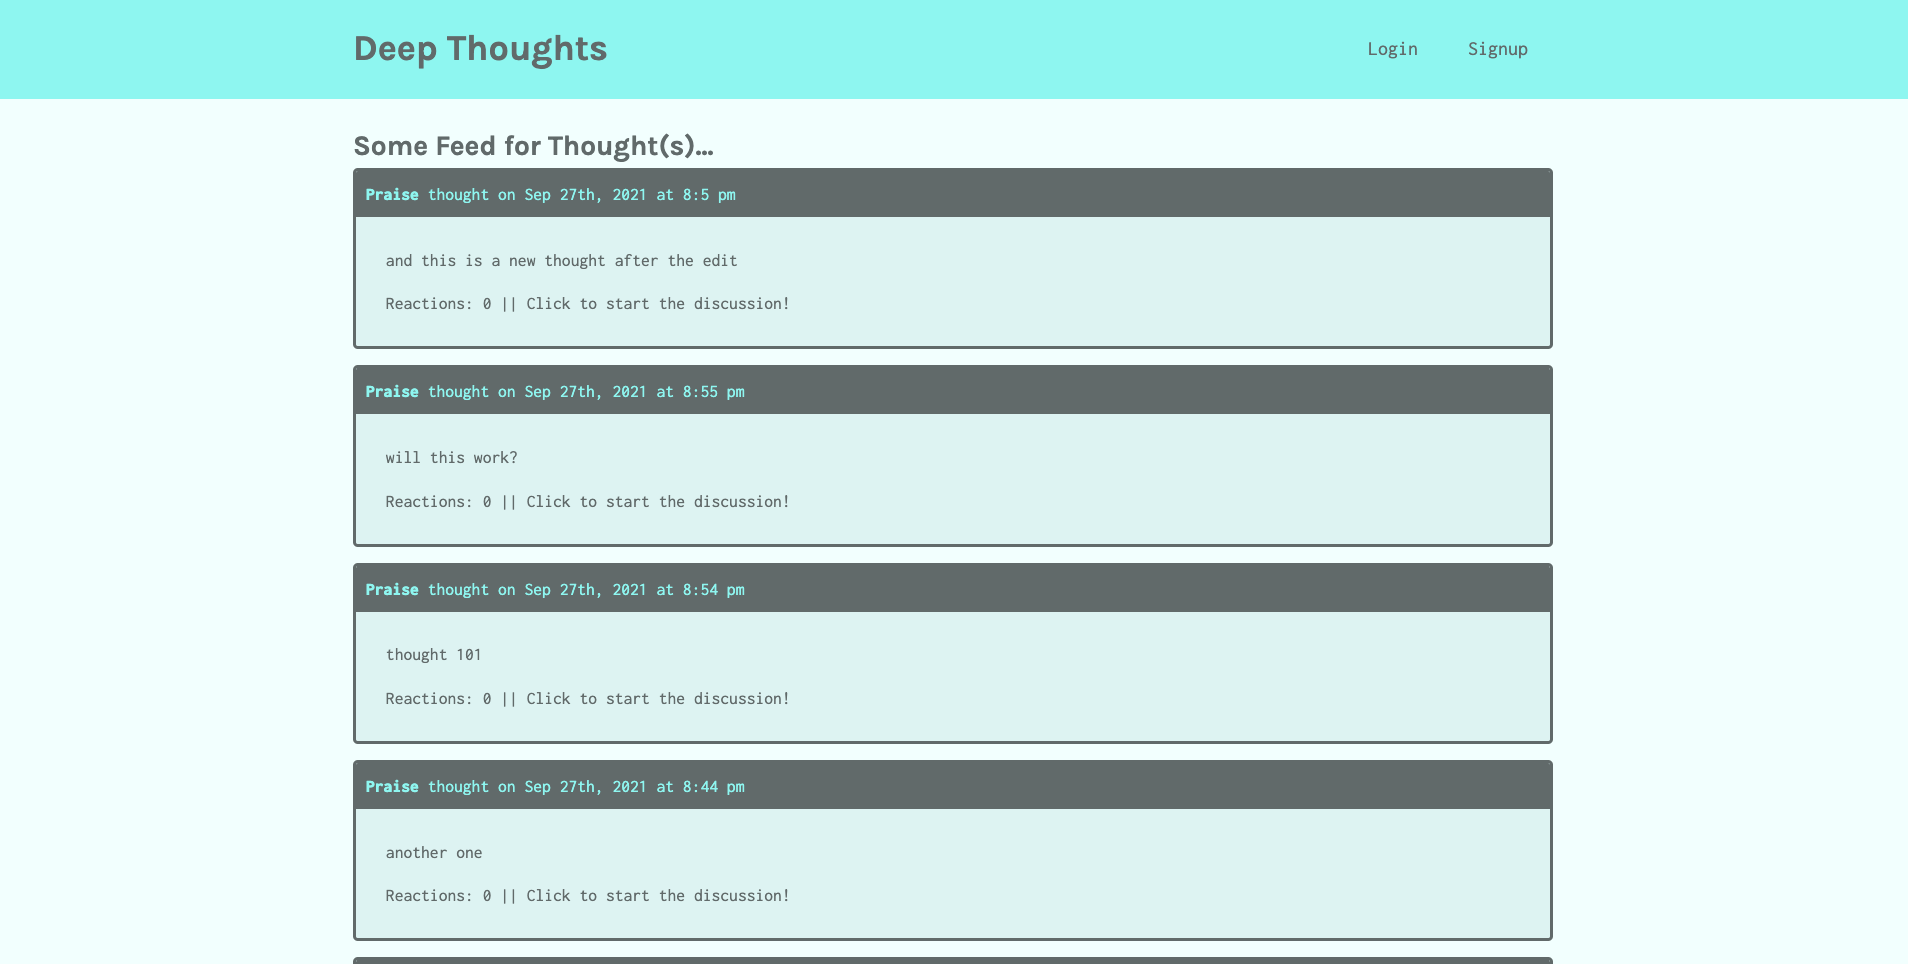 Deep Thoughts
Login Signup
Some Feed for Thought(s)...
Praise thought on Sep 27th, 2021 at 8:5 pm
and this is a new thought after the edit
Reactions: 0 || Click to start the discussion!
Praise thought on Sep 27th, 2021 at 8:55 pm
will this work?
Reactions: 0 || Click to start the discussion!
Praise thought on Sep 27th, 2021 at 8:54 pm
thought 101
Reactions: 0 || Click to start the discussion!
Praise thought on Sep 27th, 2021 at 8:44 pm
another one
Reactions: 0 || Click to start the discussion!